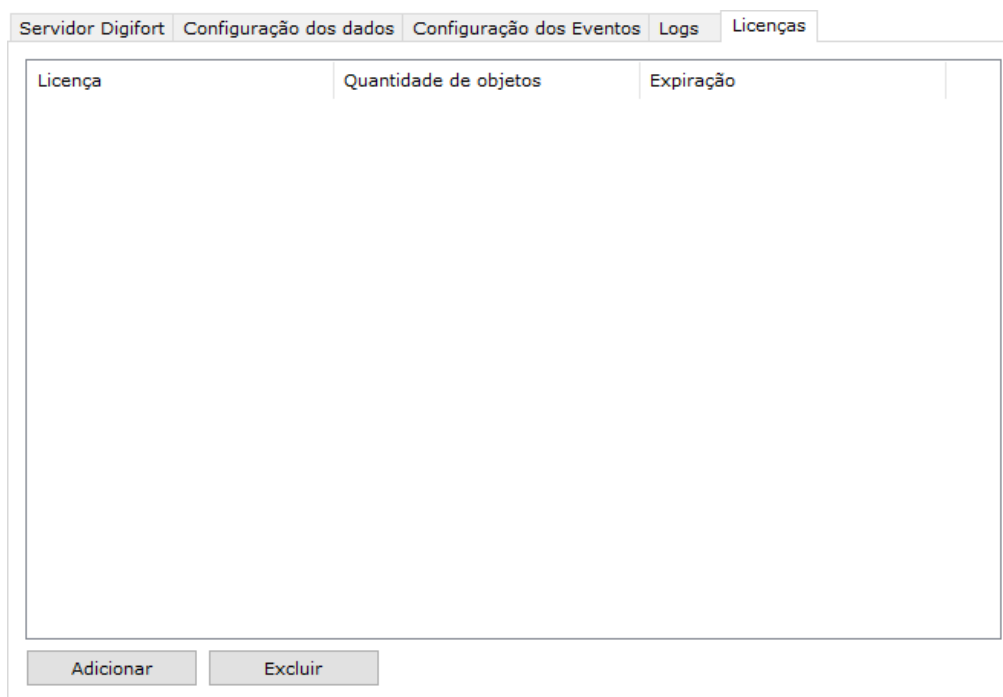 Servidor Digifort Configuração dos dados Configuração dos Eventos Logs Licenças
Licença Quantidade de objetos Expiração
Adicionar Excluir